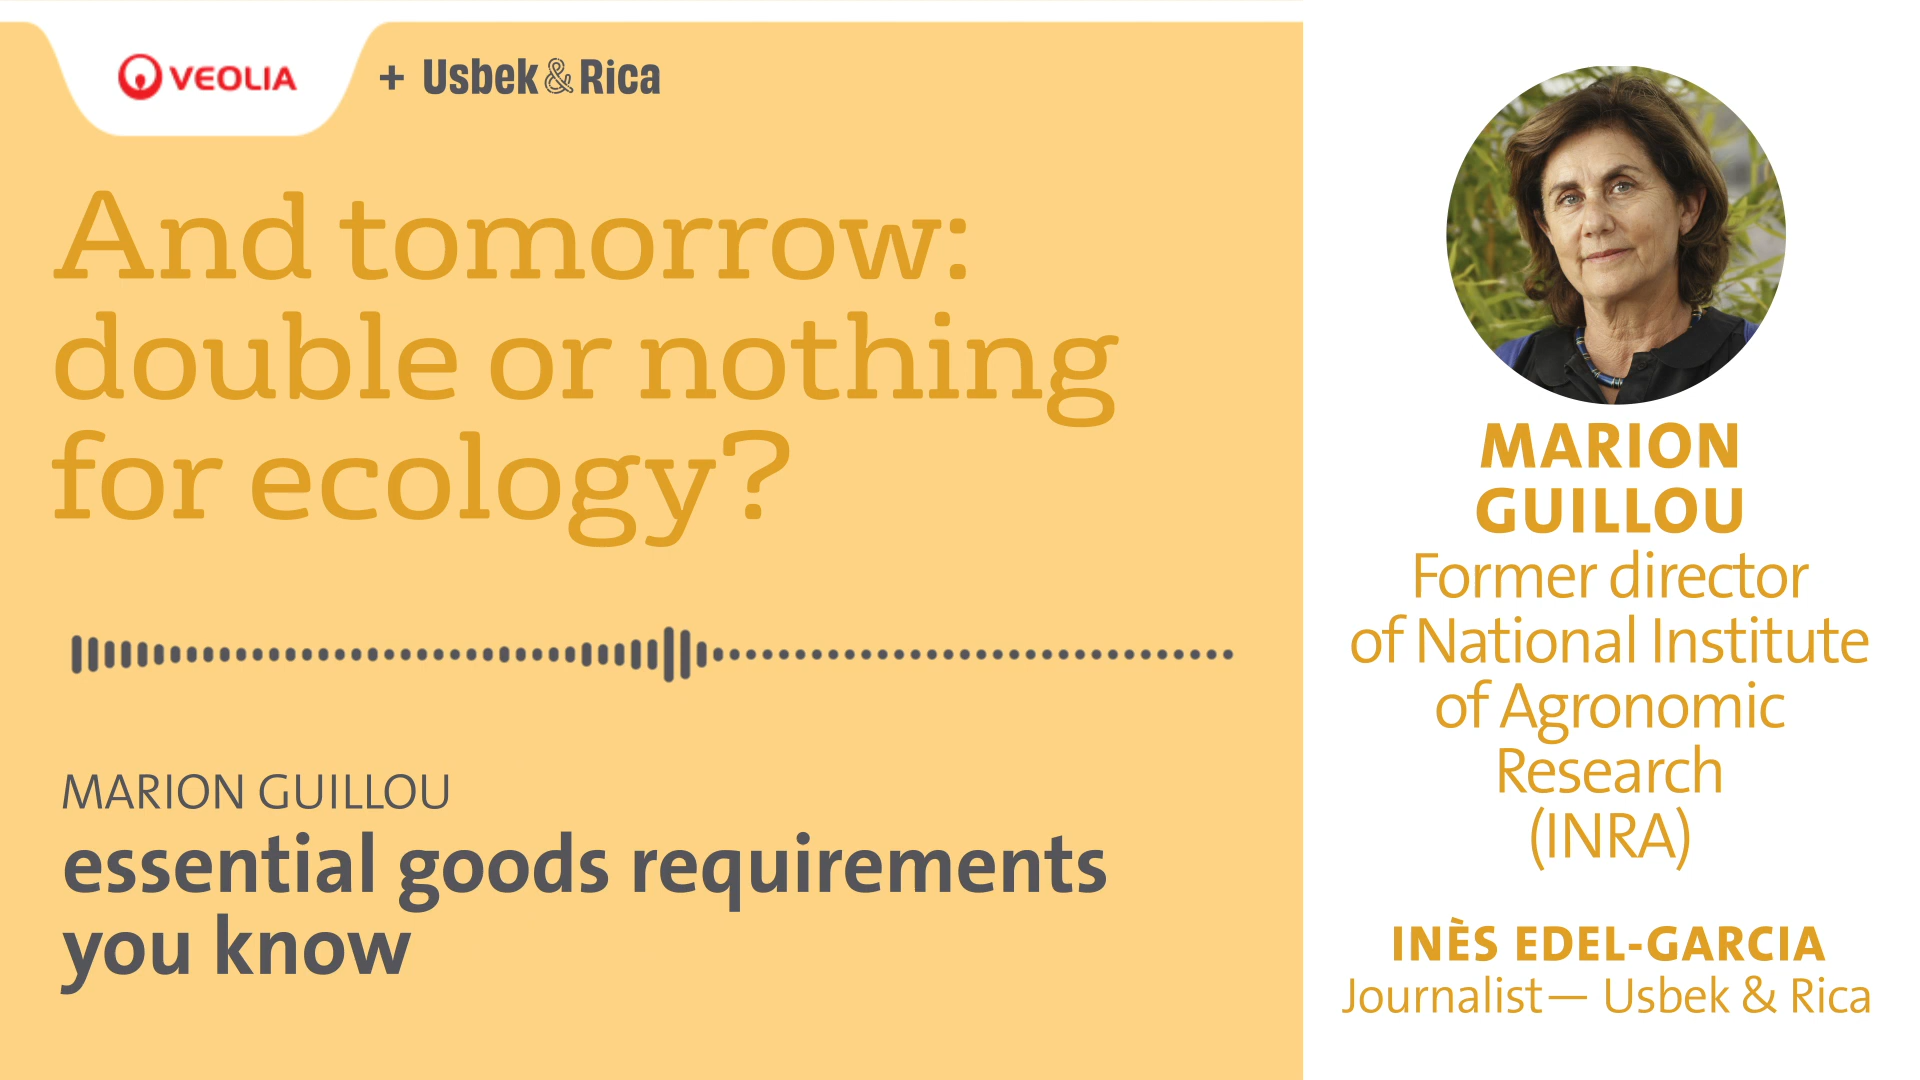 VEOLIA + Usbek & Rica
And tomorrow:
double or nothing
for ecology?
MARION GUILLOU
essential goods requirements
you know
MARION
GUILLOU
Former director
of National Institute
of Agronomic
Research
(INRA)
INÈS EDEL-GARCIA
Journalist— Usbek & Rica